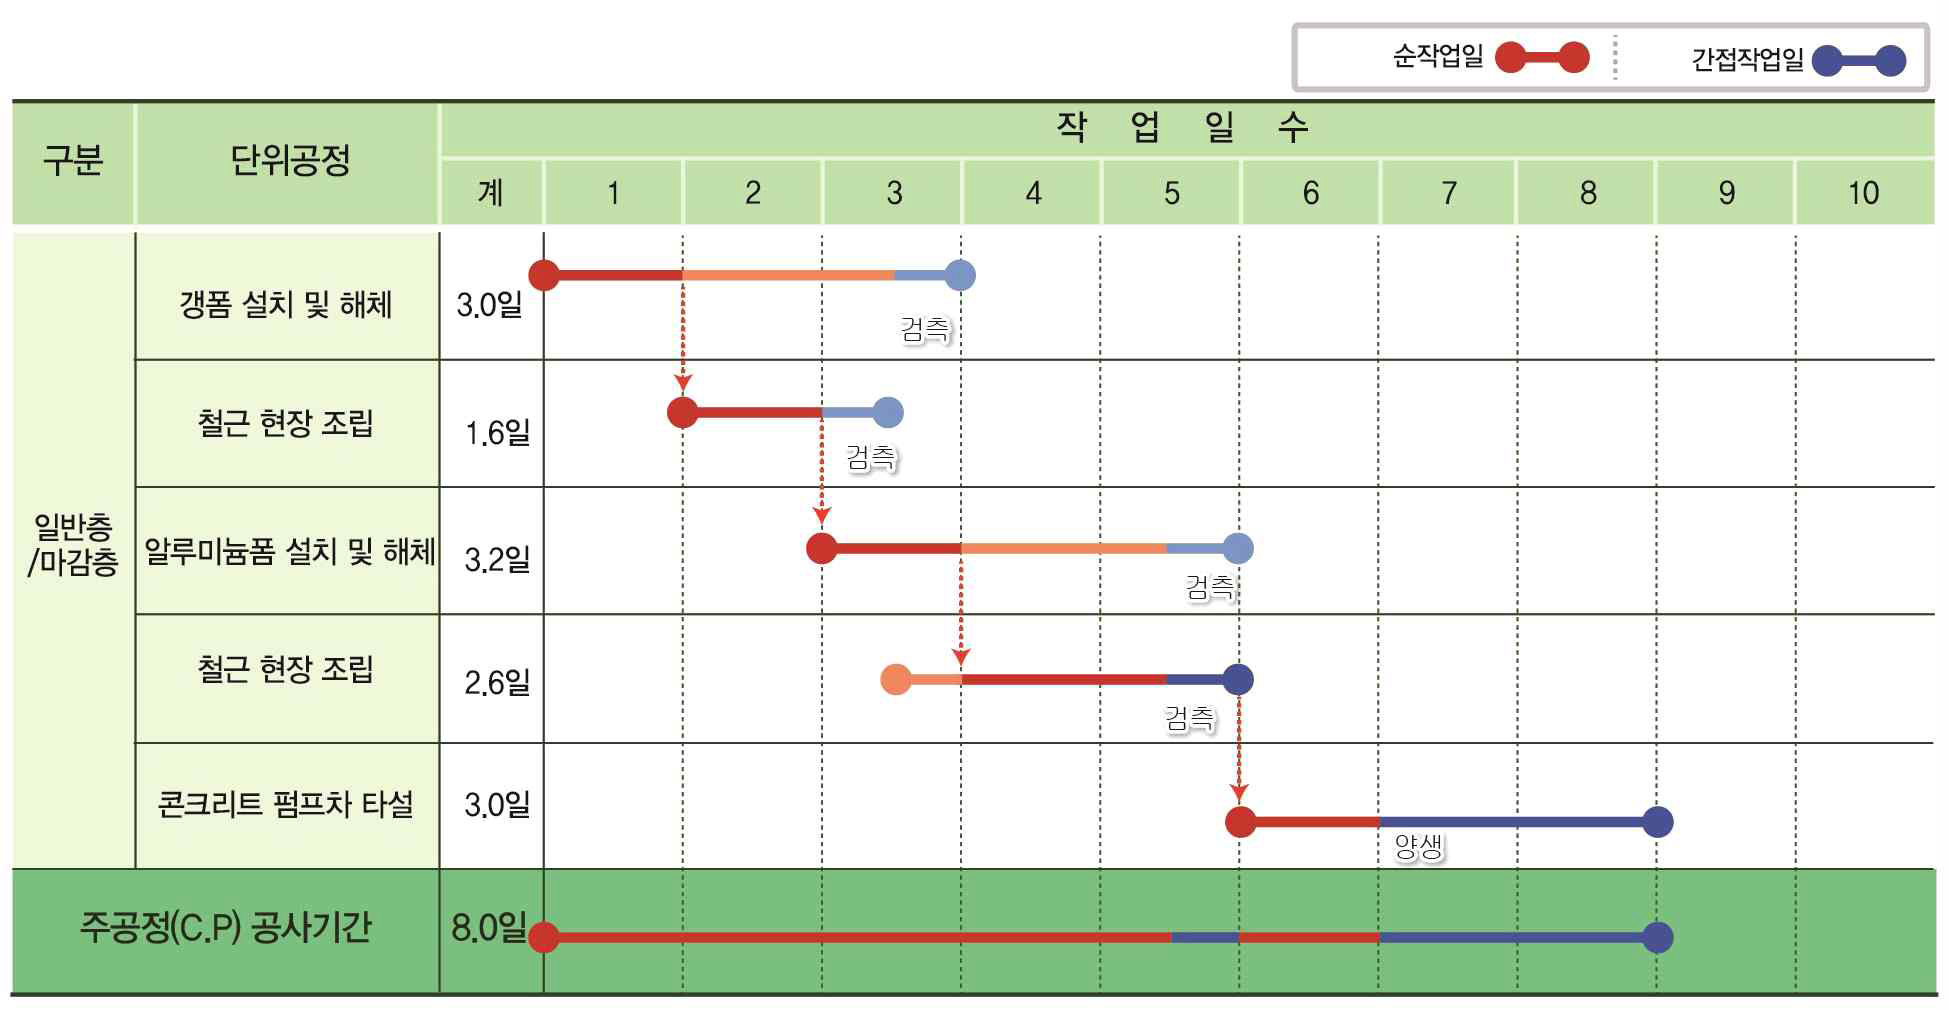 순작업일 간접작업일
구분 단위공정 작 업 일 수
계 1 2 3 4 5 6 7 8 9 10
갱폼 설치 및 해체 3.0일
검측
철근 현장 조립 1.6일
검측
일반층
/마감층
알루미늄폼 설치 및 해체 3.2일
검측
철근 현장 조립 2.6일
검측
콘크리트 펌프차 타설 3.0일
양생
주공정(C.P) 공사기간 8.0일